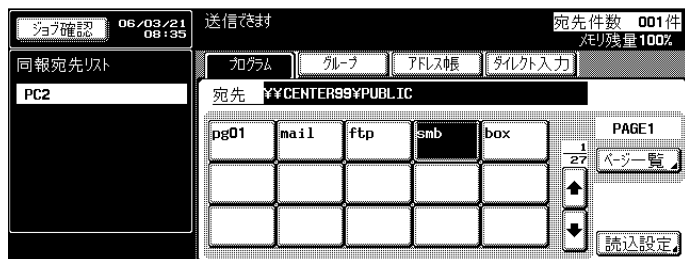 ジョブ確認
06/03/21
08:35
送信できます
宛先件数 001件
メモリ残量100%
同報宛先リスト
PC2
プログラム グループ アドレス帳 ダイレクト入力
宛先 ¥¥CENTER99¥PUBLIC
pg01 mail ftp smb box
PAGE1
1
27
ページ一覧
読込設定